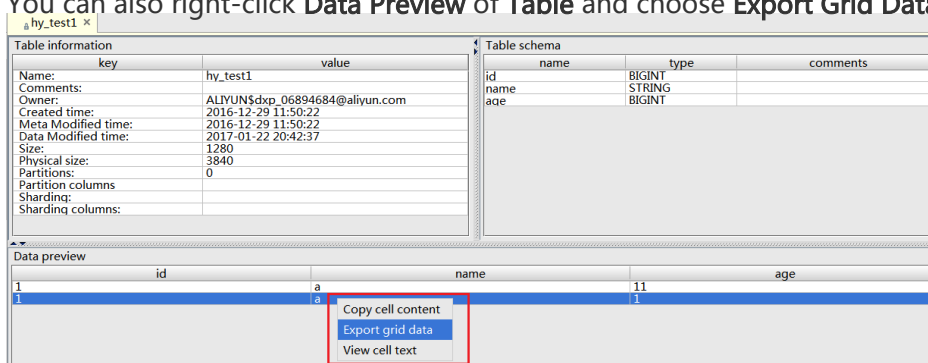 You can also right-click Data Preview of Table and choose Export Grid Data
hy_test1 ×
Table information
key value
Name: hy_test1
Comments:
Owner: ALIYUN$dxp_06894684@aliyun.com
Created time: 2016-12-29 11:50:22
Meta Modified time: 2016-12-29 11:50:22
Data Modified time: 2017-01-22 20:42:37
Size: 1280
Physical size: 3840
Partitions: 0
Partition columns
Sharding:
Sharding columns:
Table schema
name type comments
id BIGINT
name STRING
age BIGINT
Data preview
id name age
1 a 11
1 a 1
Copy cell content
Export grid data
View cell text